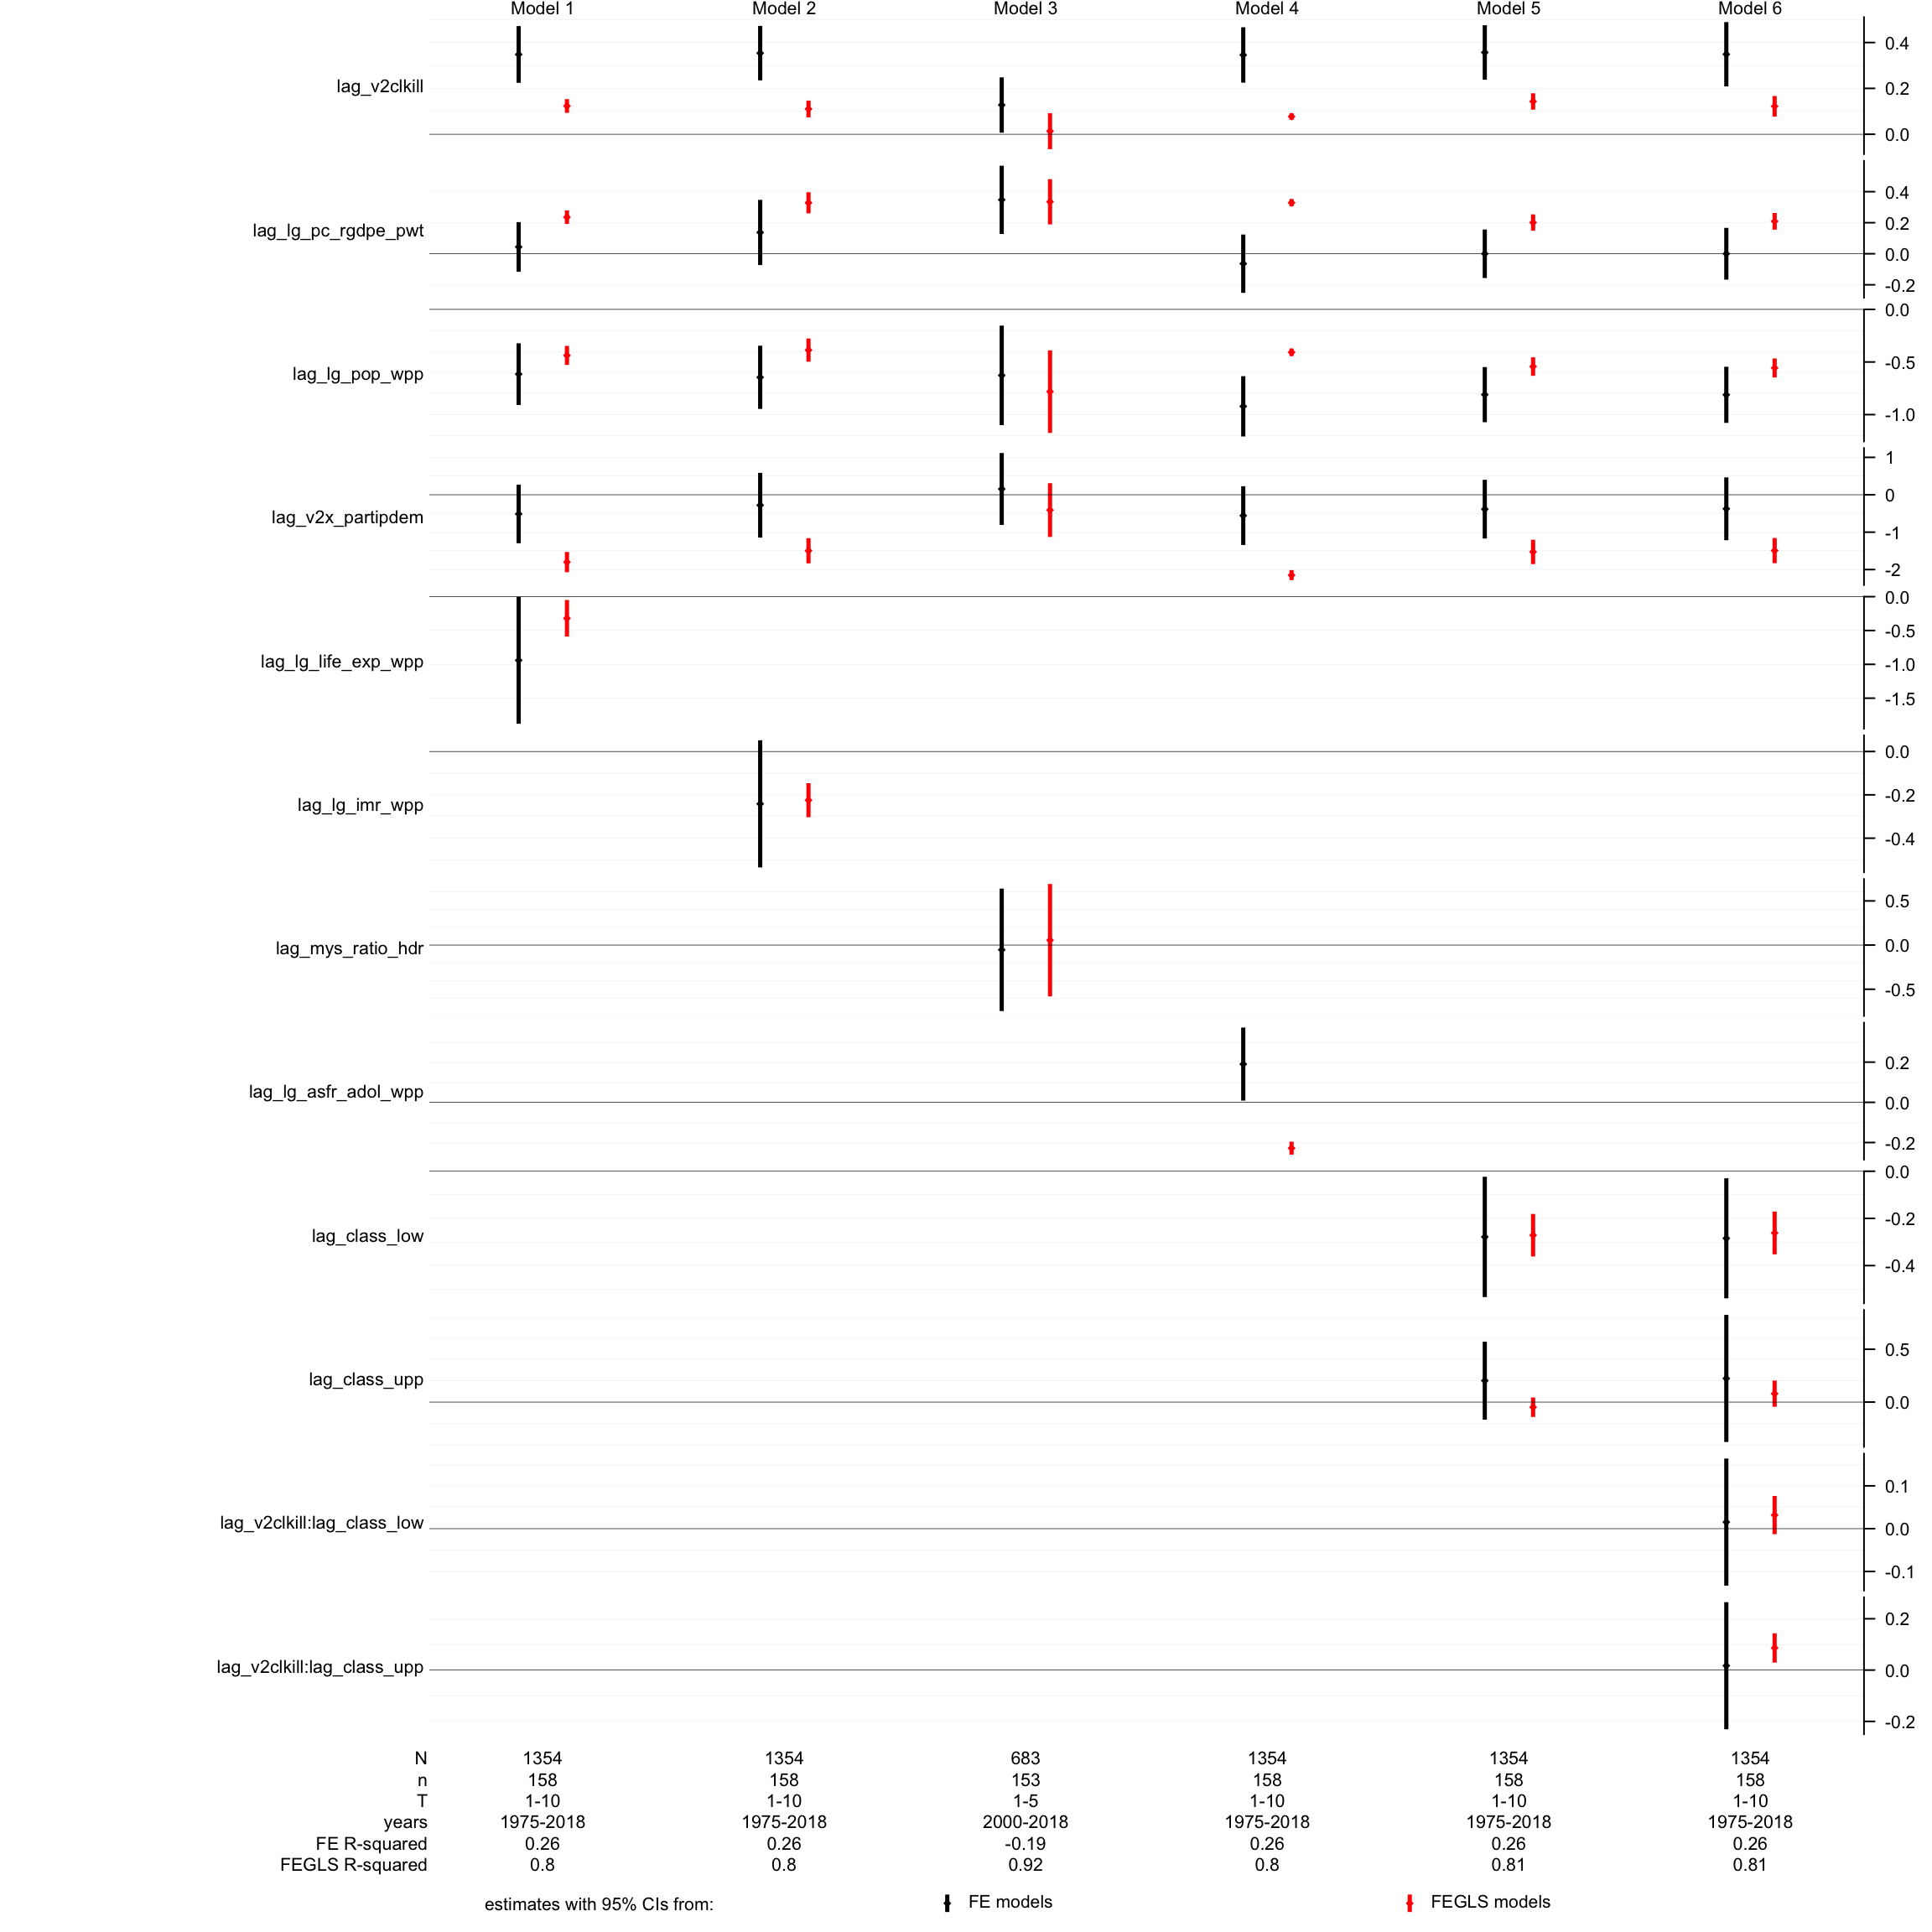 Model 1 Model 2 Model 3 Model 4 Model 5 Model 6
0.4
lag_v2clkill
0.2
0.0
0.4
lag_lg_pc_rgdpe_pwt
0.2
0.0
-0.2
0.0
-0.5
lag_lg_pop_wpp
-1.0
1
0
lag_v2x_partipdem
-1
-2
0.0
-0.5
lag_lg_life_exp_wpp
-1.0
-1.5
0.0
-0.2
lag_lg_imr_wpp
-0.4
0.5
lag_mys_ratio_hdr
0.0
-0.5
0.2
lag_lg_asfr_adol_wpp
0.0
-0.2
0.0
-0.2
lag_class_low
-0.4
0.5
lag_class_upp
0.0
0.1
lag_v2clkill:lag_class_low
0.0
-0.1
0.2
lag_v2clkill:lag_class_upp
0.0
-0.2
N 1354 1354 683 1354 1354 1354
n 158 158 153 158 158 158
T 1-10 1-10 1-5 1-10 1-10 1-10
years 1975-2018 1975-2018 2000-2018 1975-2018 1975-2018 1975-2018
FE R-squared 0.26 0.26 -0.19 0.26 0.26 0.26
FEGLS R-squared 0.8 0.8 0.92 0.8 0.81 0.81
estimates with 95% CIs from: FE models FEGLS models